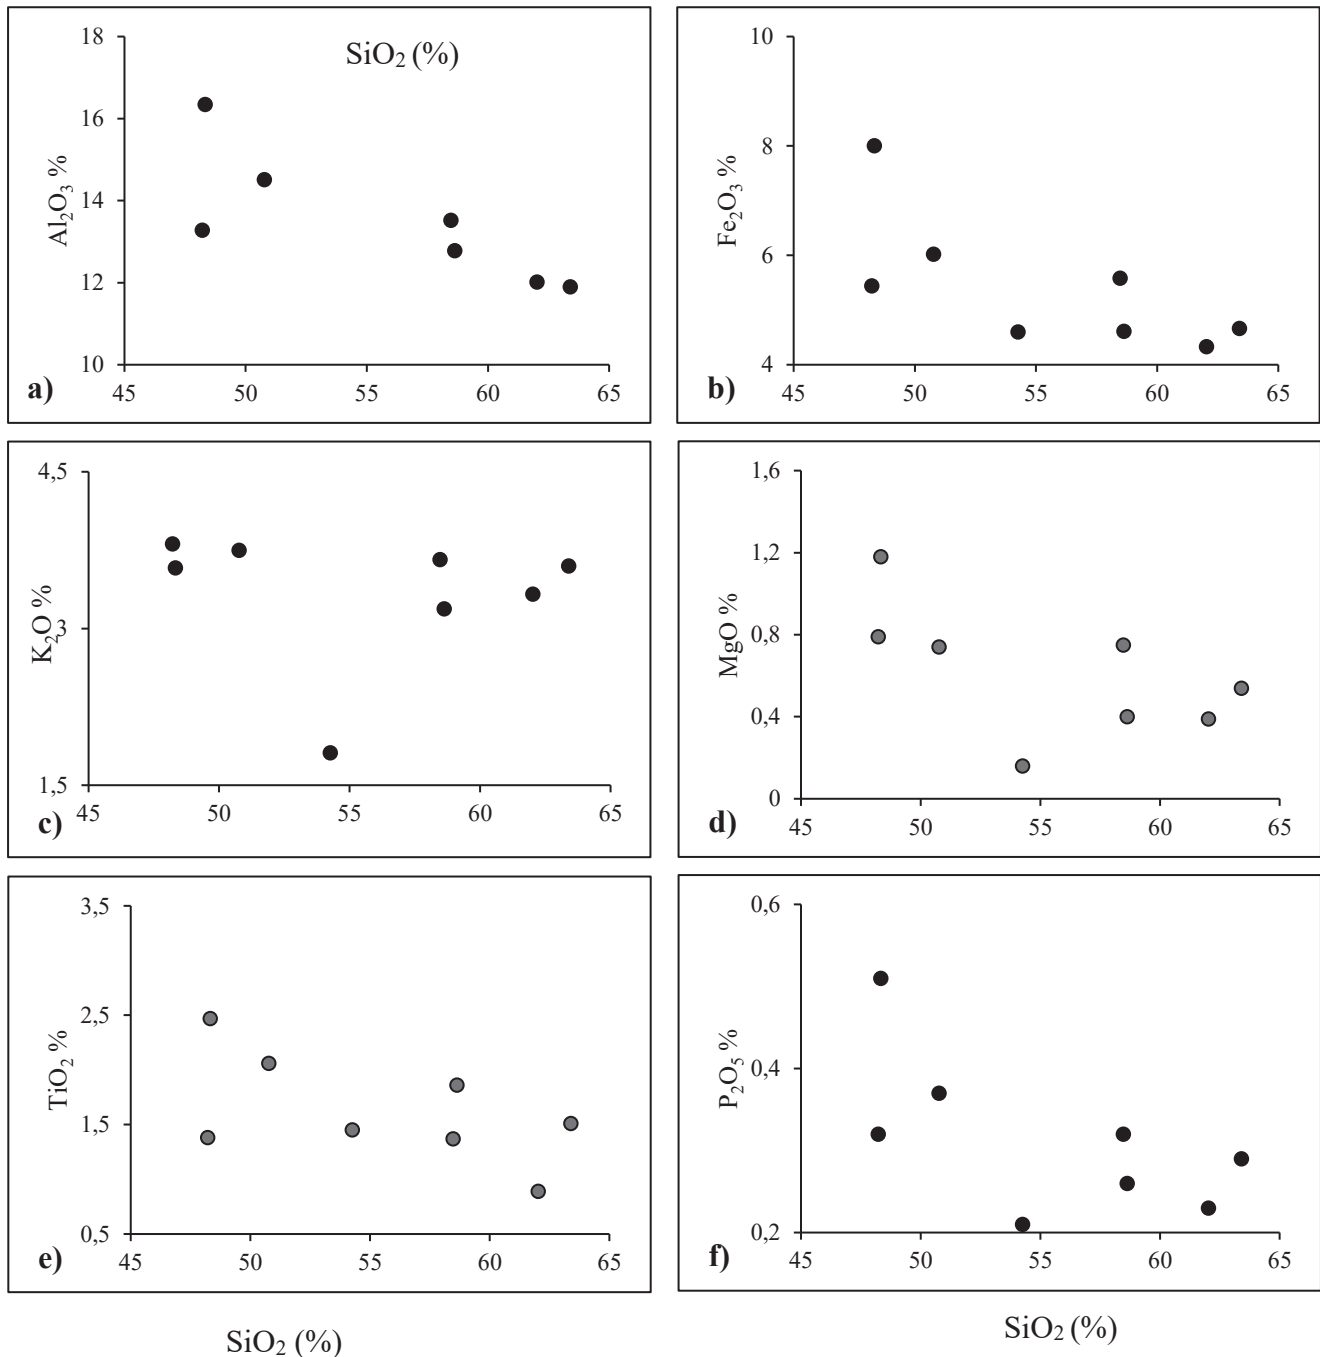 SiO₂ (%)
18
16
14
12
10
Al₂O₃ %
45 50 55 60 65
a)
10
8
6
4
Fe₂O₃ %
45 50 55 60 65
b)
4,5
3
1,5
K₂O %
45 50 55 60 65
c)
1,6
1,2
0,8
0,4
0
MgO %
45 50 55 60 65
d)
3,5
2,5
1,5
0,5
TiO₂ %
45 50 55 60 65
e)
0,6
0,4
0,2
P₂O₅ %
45 50 55 60 65
f)
SiO₂ (%)
SiO₂ (%)